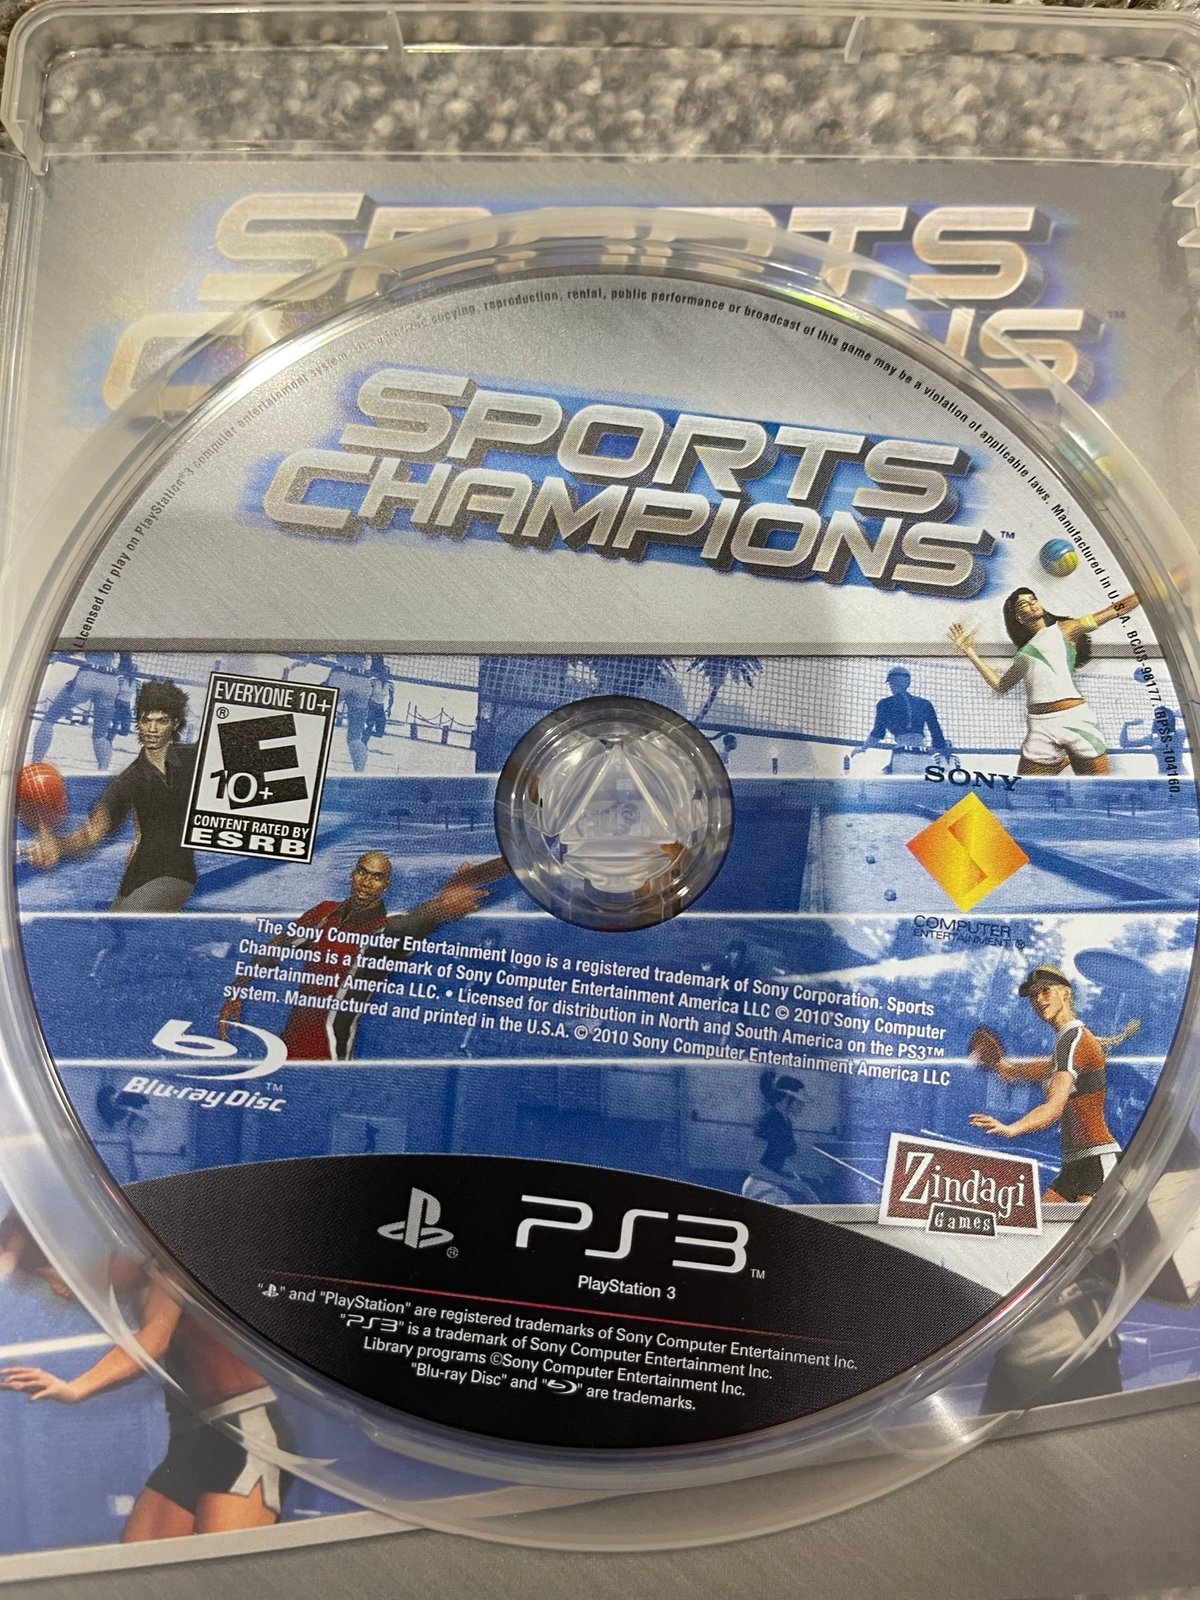 SPORTS
CHAMPIONS
TM
Licensed for play on PlayStation®3 computer entertainment system. copying, reproduction, rental, public performance or broadcast of this game may be a violation of applicable laws. Manufactured in U.S.A. BCUS-98177
SPORTS
CHAMPIONS™
EVERYONE 10+
®
E
10+
CONTENT RATED BY
ESRB
SONY
COMPUTER
ENTERTAINMENT®
The Sony Computer Entertainment logo is a registered trademark of Sony Corporation. Sports
Champions is a trademark of Sony Computer Entertainment America LLC © 2010 Sony Computer
Entertainment America LLC. • Licensed for distribution in North and South America on the PS3™
system. Manufactured and printed in the U.S.A. © 2010 Sony Computer Entertainment America LLC
Blu-ray Disc™
Zindagi
Games
PS3™
PlayStation 3
" " and "PlayStation" are registered trademarks of Sony Computer Entertainment Inc.
"PS3" is a trademark of Sony Computer Entertainment Inc.
Library programs ©Sony Computer Entertainment Inc.
"Blu-ray Disc" and " " are trademarks.